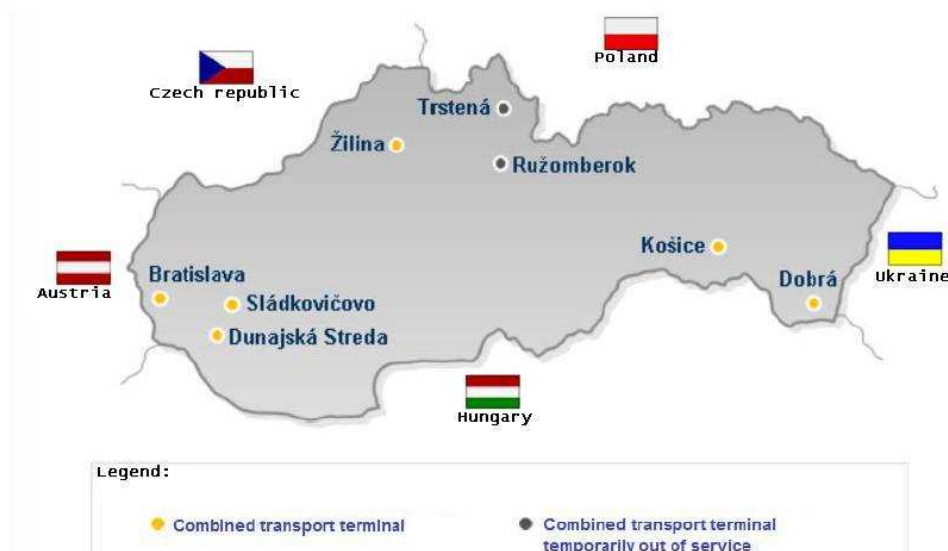 Poland
Czech republic
Trstená
Žilina
Ružomberok
Košice
Austria
Bratislava
Sládkovičovo
Dunajská Streda
Dobrá
Ukraine
Hungary
Legend:
Combined transport terminal
Combined transport terminal
temporarily out of service